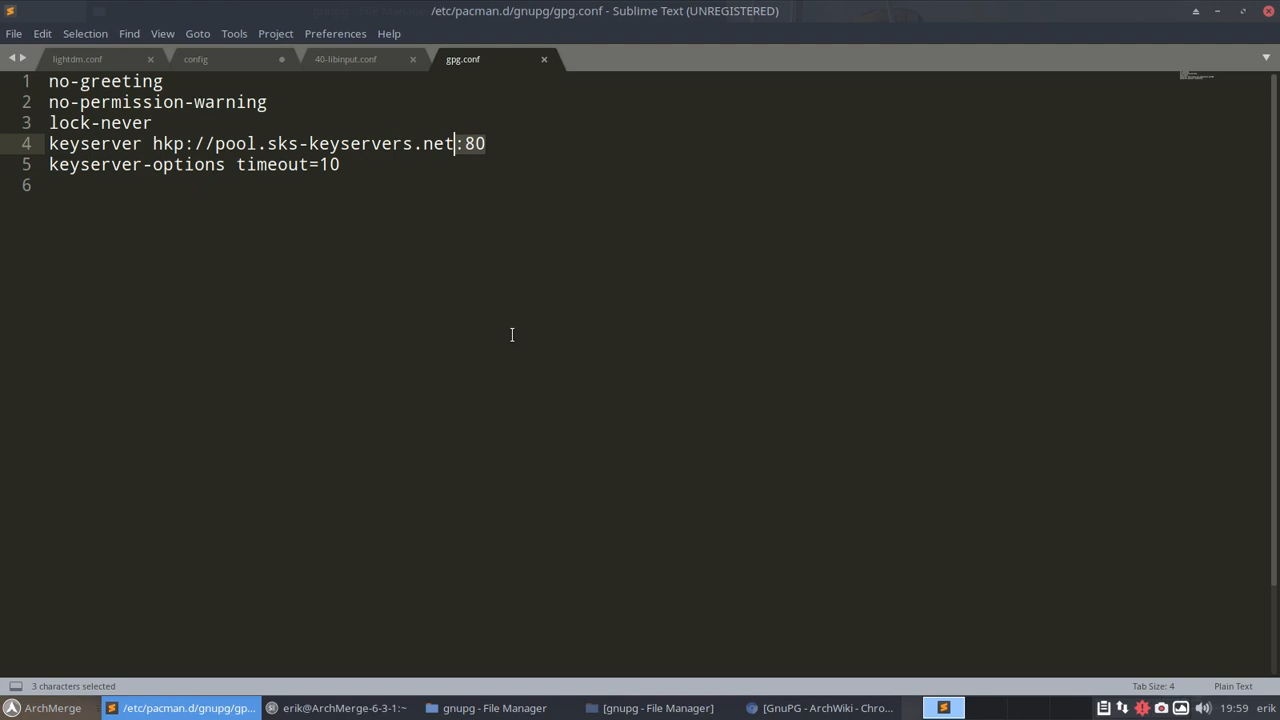 /etc/pacman.d/gnupg/gpg.conf - Sublime Text (UNREGISTERED)
File Edit Selection Find View Goto Tools Project Preferences Help
lightdm.conf config 40-libinput.conf gpg.conf
1 no-greeting
2 no-permission-warning
3 lock-never
4 keyserver hkp://pool.sks-keyservers.net:80
5 keyserver-options timeout=10
6
3 characters selected Tab Size: 4 Plain Text
ArchMerge /etc/pacman.d/gnupg/gp... erik@ArchMerge-6-3-1:~ gnupg - File Manager [gnupg - File Manager] [GnuPG - ArchWiki - Chro... 19:59 erik